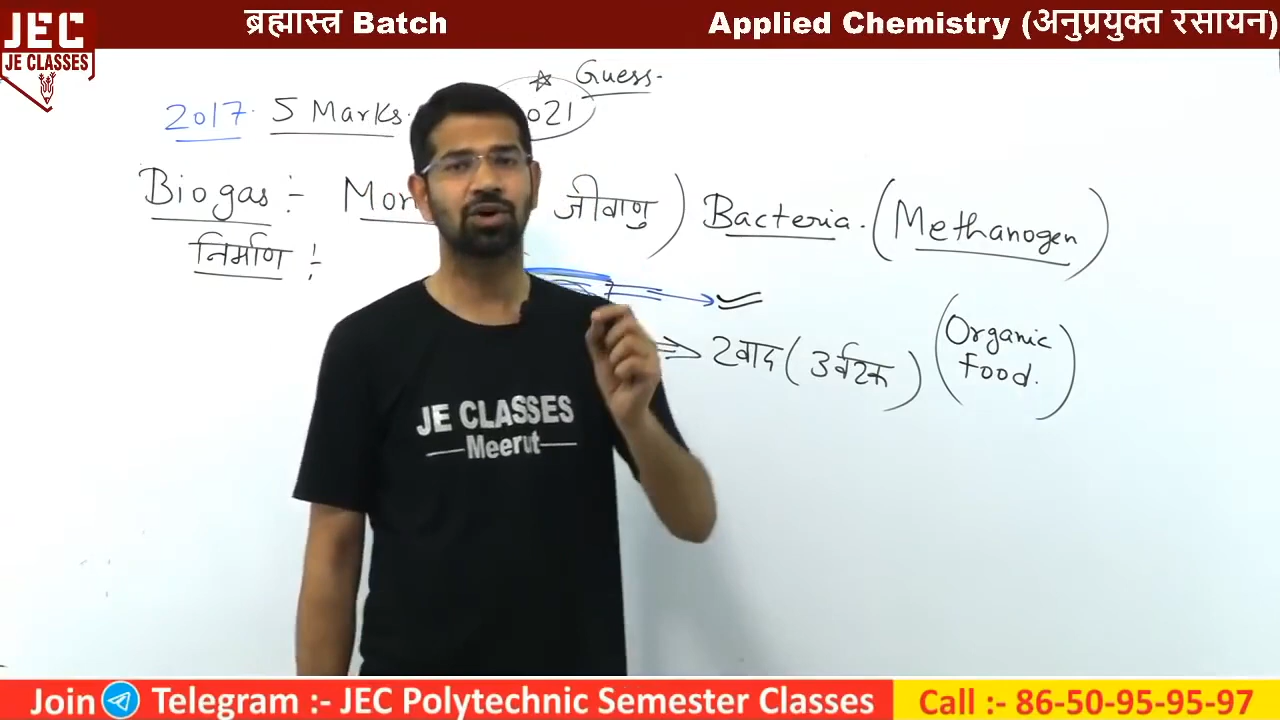 JEC
JE CLASSES
ब्रह्मास्त्र Batch
Applied Chemistry (अनुप्रयुक्त रसायन)
Guess.
2017. 5 Marks. 021
Biogas :- जीवाणु) Bacteria. (Methanogen)
निर्माण :-
⇒ खाद (उर्वरक) (Organic
Food.)
JE CLASSES
Meerut
Join Telegram :- JEC Polytechnic Semester Classes
Call :- 86-50-95-95-97